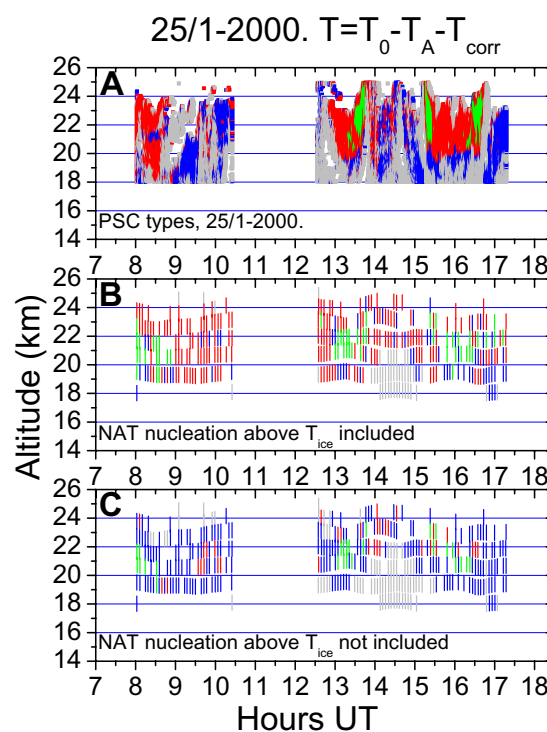 25/1-2000. T=T₀-T_A-T_corr
26
A
24
22
20
18
16
PSC types, 25/1-2000.
14
7 8 9 10 11 12 13 14 15 16 17 18
Altitude (km)
26
B
24
22
20
18
16
NAT nucleation above T_ice included
14
7 8 9 10 11 12 13 14 15 16 17 18
26
C
24
22
20
18
16
NAT nucleation above T_ice not included
14
7 8 9 10 11 12 13 14 15 16 17 18
Hours UT